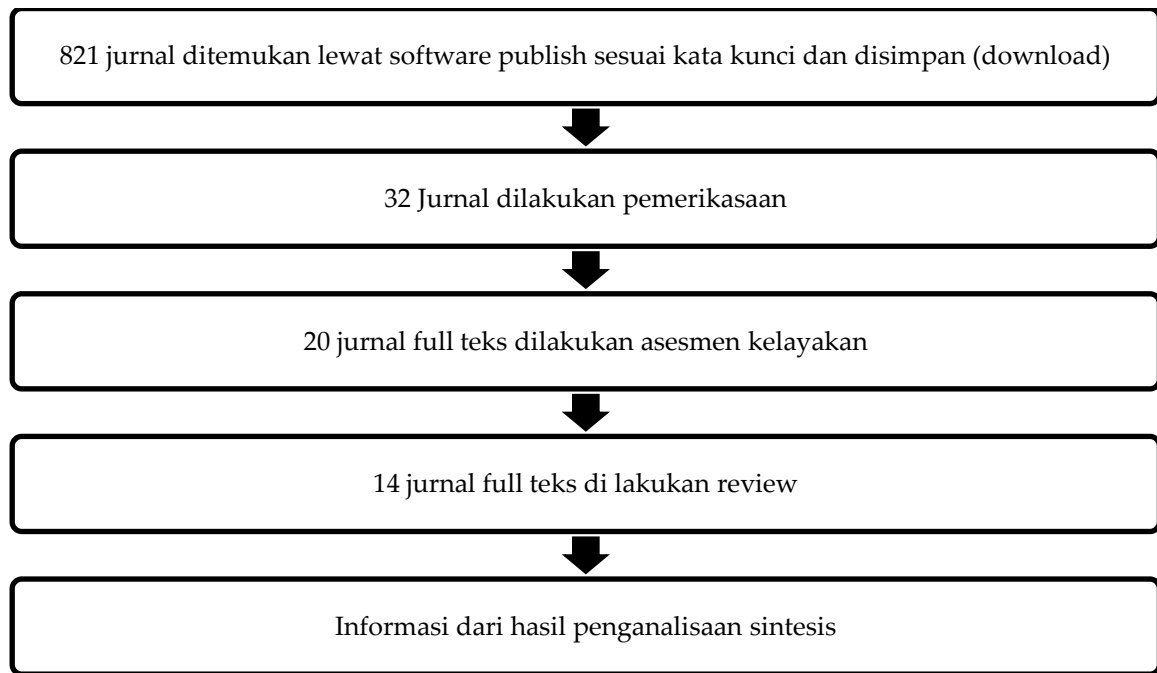 821 jurnal ditemukan lewat software publish sesuai kata kunci dan disimpan (download)
32 Jurnal dilakukan pemerikasaan
20 jurnal full teks dilakukan asesmen kelayakan
14 jurnal full teks di lakukan review
Informasi dari hasil penganalisaan sintesis